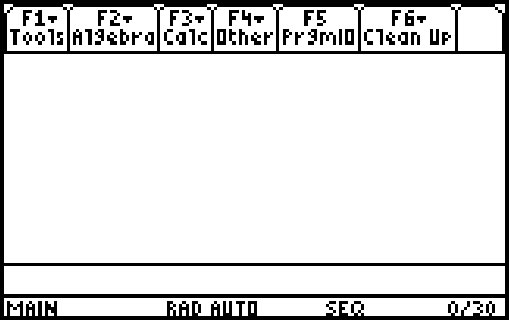 F1▾ F2▾ F3▾ F4▾ F5 F6▾
Tools Algebra Calc Other PrgmIO Clean Up
MAIN RAD AUTO SEQ 0/30